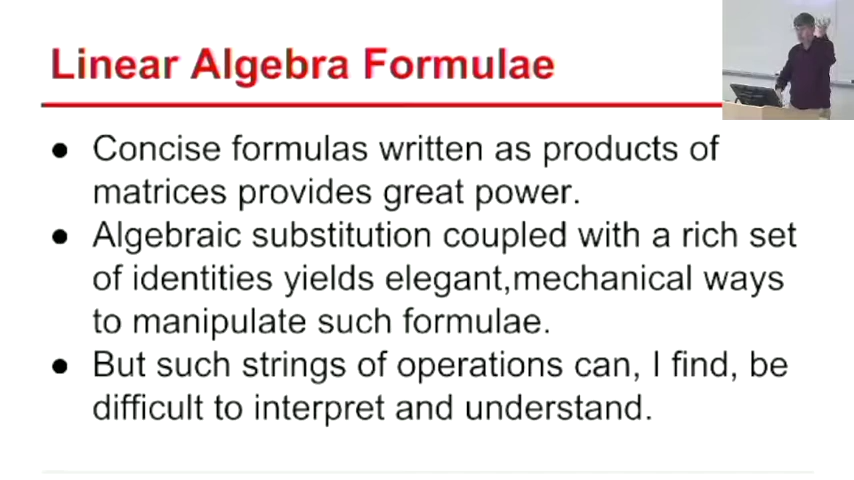 Linear Algebra Formulae
● Concise formulas written as products of
matrices provides great power.
● Algebraic substitution coupled with a rich set
of identities yields elegant,mechanical ways
to manipulate such formulae.
● But such strings of operations can, I find, be
difficult to interpret and understand.